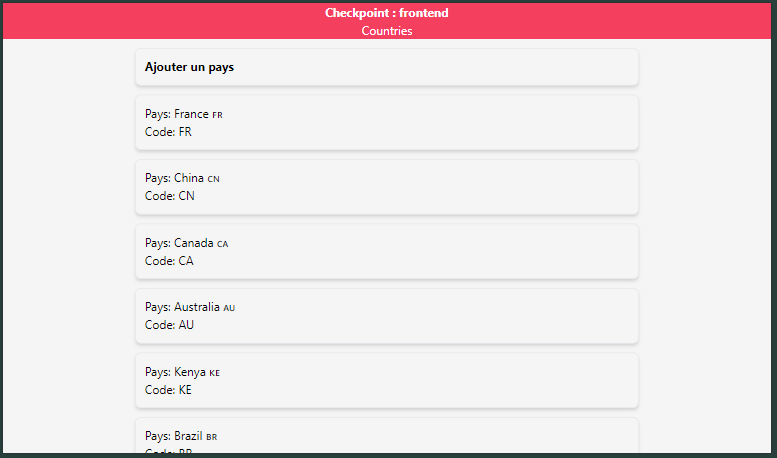 Checkpoint : frontend
Countries
Ajouter un pays
Pays: France FR
Code: FR
Pays: China CN
Code: CN
Pays: Canada CA
Code: CA
Pays: Australia AU
Code: AU
Pays: Kenya KE
Code: KE
Pays: Brazil BR
Code: BR